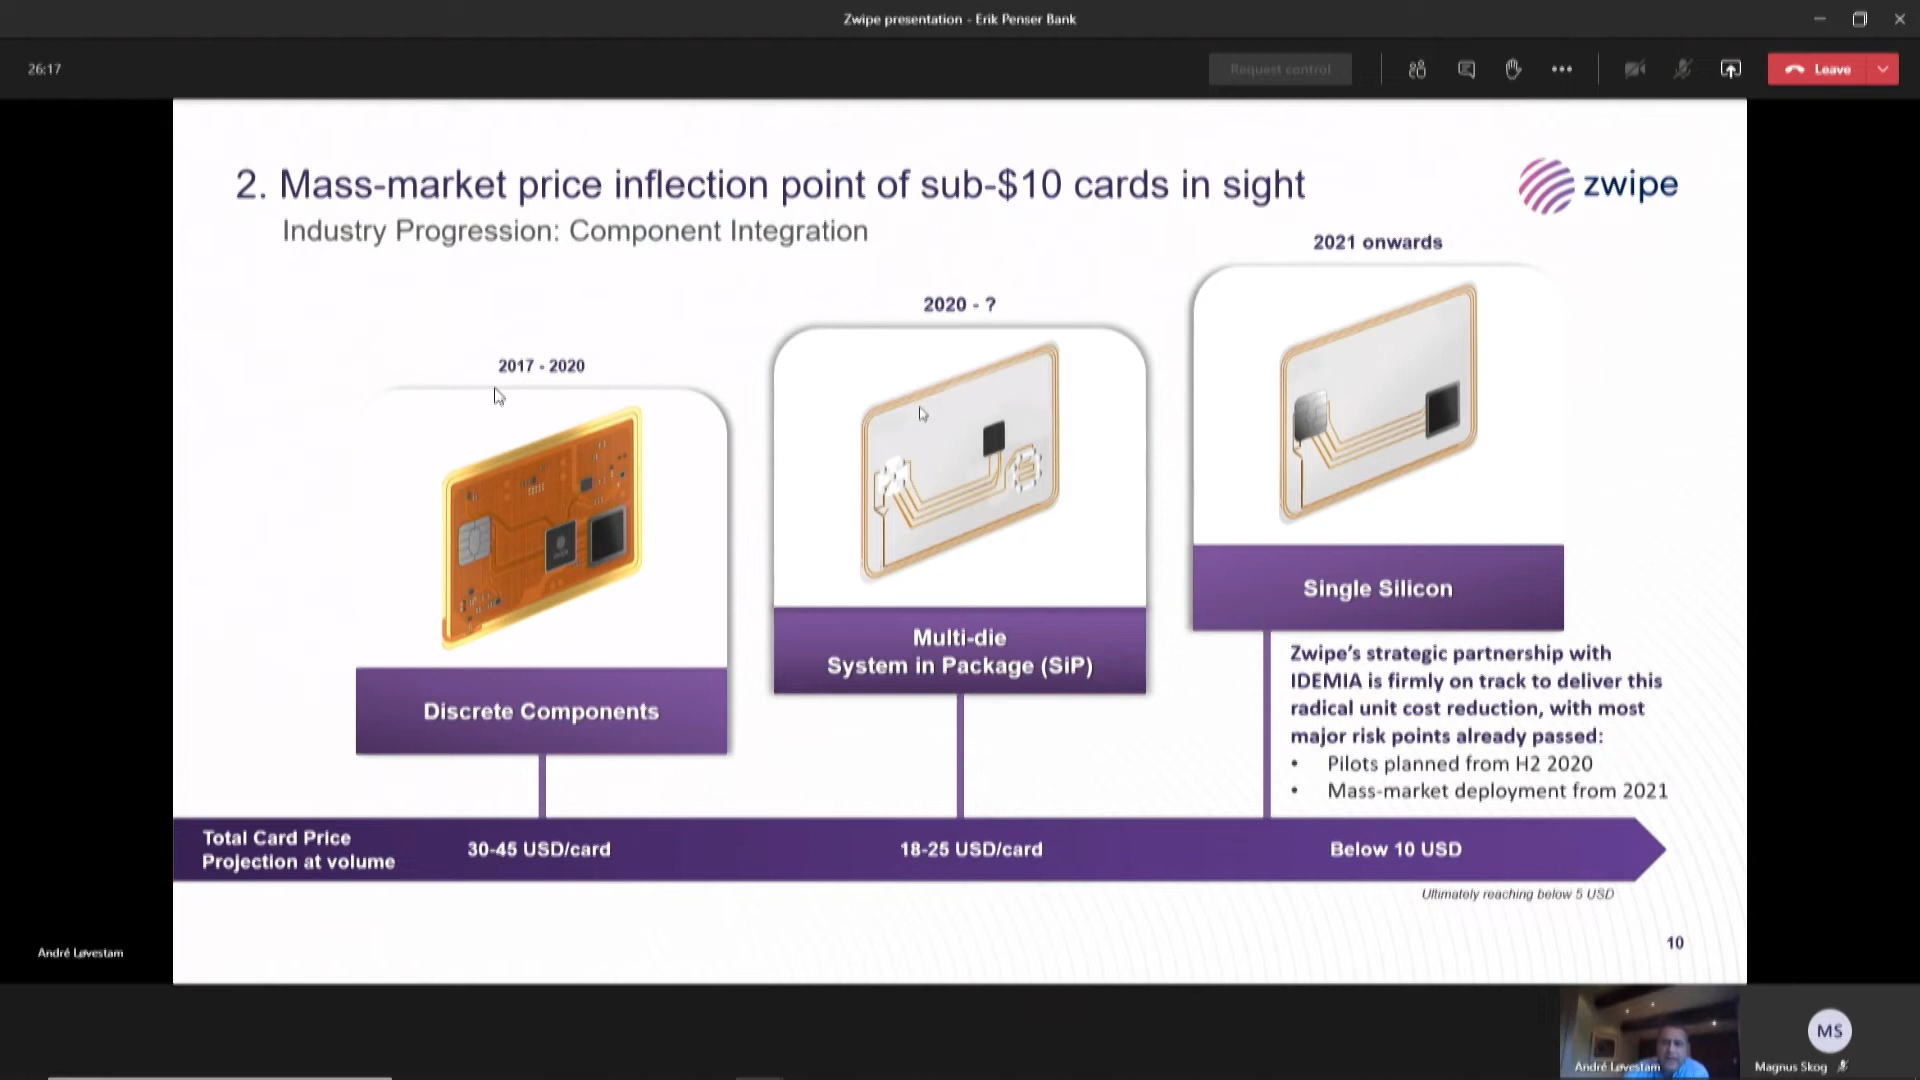 Zwipe presentation - Erik Penser Bank
26:17
Request control
Leave
2. Mass-market price inflection point of sub-$10 cards in sight
Industry Progression: Component Integration
zwipe
2021 onwards
2020 - ?
2017 - 2020
Single Silicon
Multi-die
System in Package (SiP)
Discrete Components
Zwipe's strategic partnership with
IDEMIA is firmly on track to deliver this
radical unit cost reduction, with most
major risk points already passed:
• Pilots planned from H2 2020
• Mass-market deployment from 2021
Total Card Price
Projection at volume
30-45 USD/card
18-25 USD/card
Below 10 USD
Ultimately reaching below 5 USD
10
André Løvestam
André Løvestam
MS
Magnus Skog